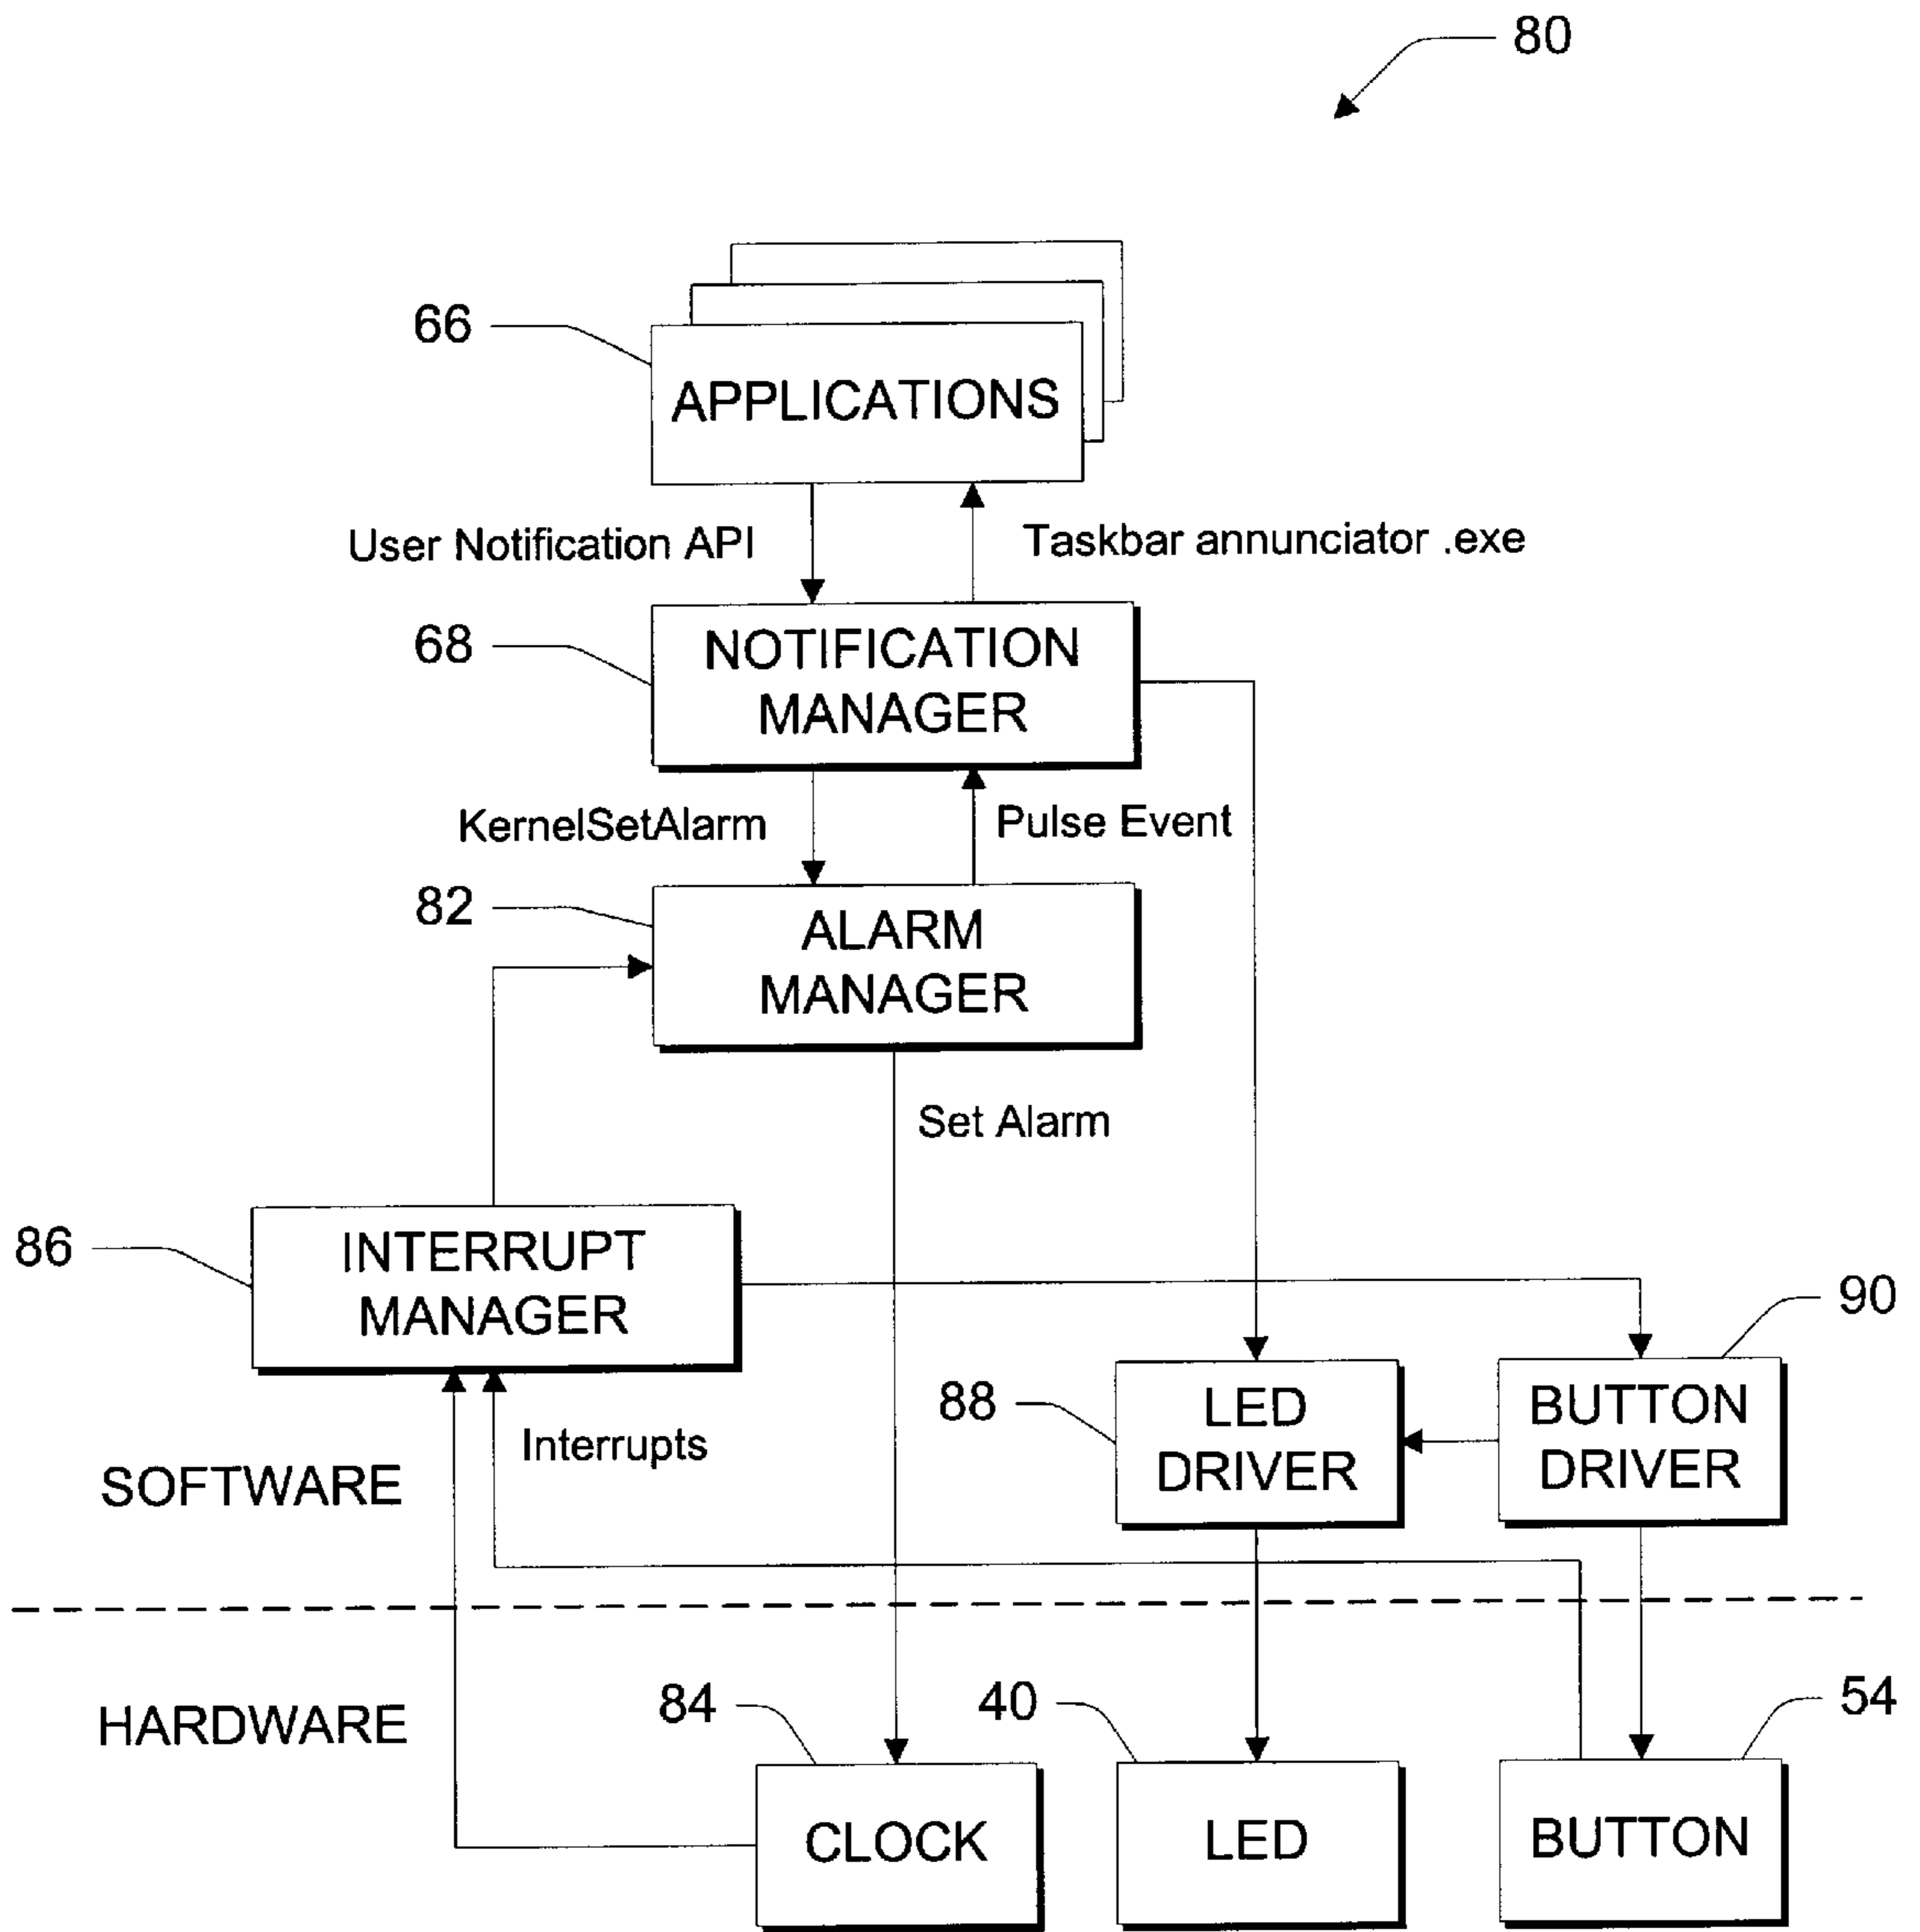 80
66
APPLICATIONS
User Notification API
Taskbar annunciator .exe
68
NOTIFICATION
MANAGER
KernelSetAlarm
Pulse Event
82
ALARM
MANAGER
Set Alarm
86
INTERRUPT
MANAGER
90
88
LED
DRIVER
BUTTON
DRIVER
Interrupts
SOFTWARE
HARDWARE
84
40
54
CLOCK
LED
BUTTON